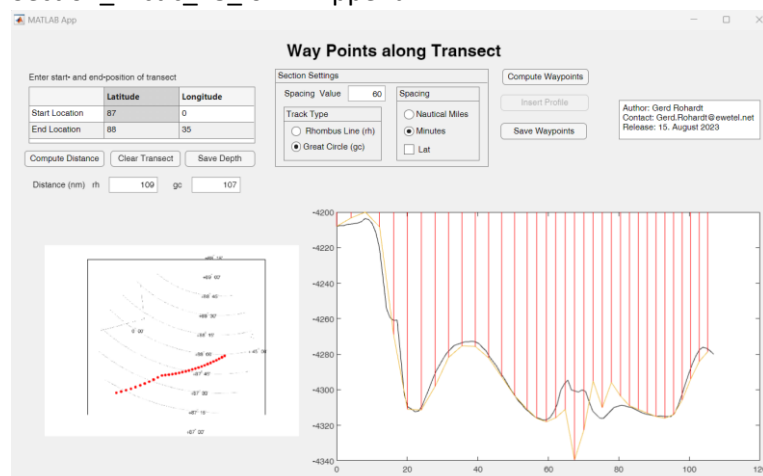 MATLAB App
Way Points along Transect
Enter start- and end-position of transect
Latitude Longitude
Start Location 87 0
End Location 88 35
Compute Distance Clear Transect Save Depth
Distance (nm) rh 109 gc 107
Section Settings
Spacing Value 60
Track Type
Rhombus Line (rh)
Great Circle (gc)
Spacing
Nautical Miles
Minutes
Lat
Compute Waypoints
Insert Profile
Save Waypoints
Author: Gerd Rohardt
Contact: Gerd.Rohardt@ewetel.de
Release: 15. August 2023
-4200
-4220
-4240
-4260
-4280
-4300
-4320
-4340
0 20 40 60 80 100 120